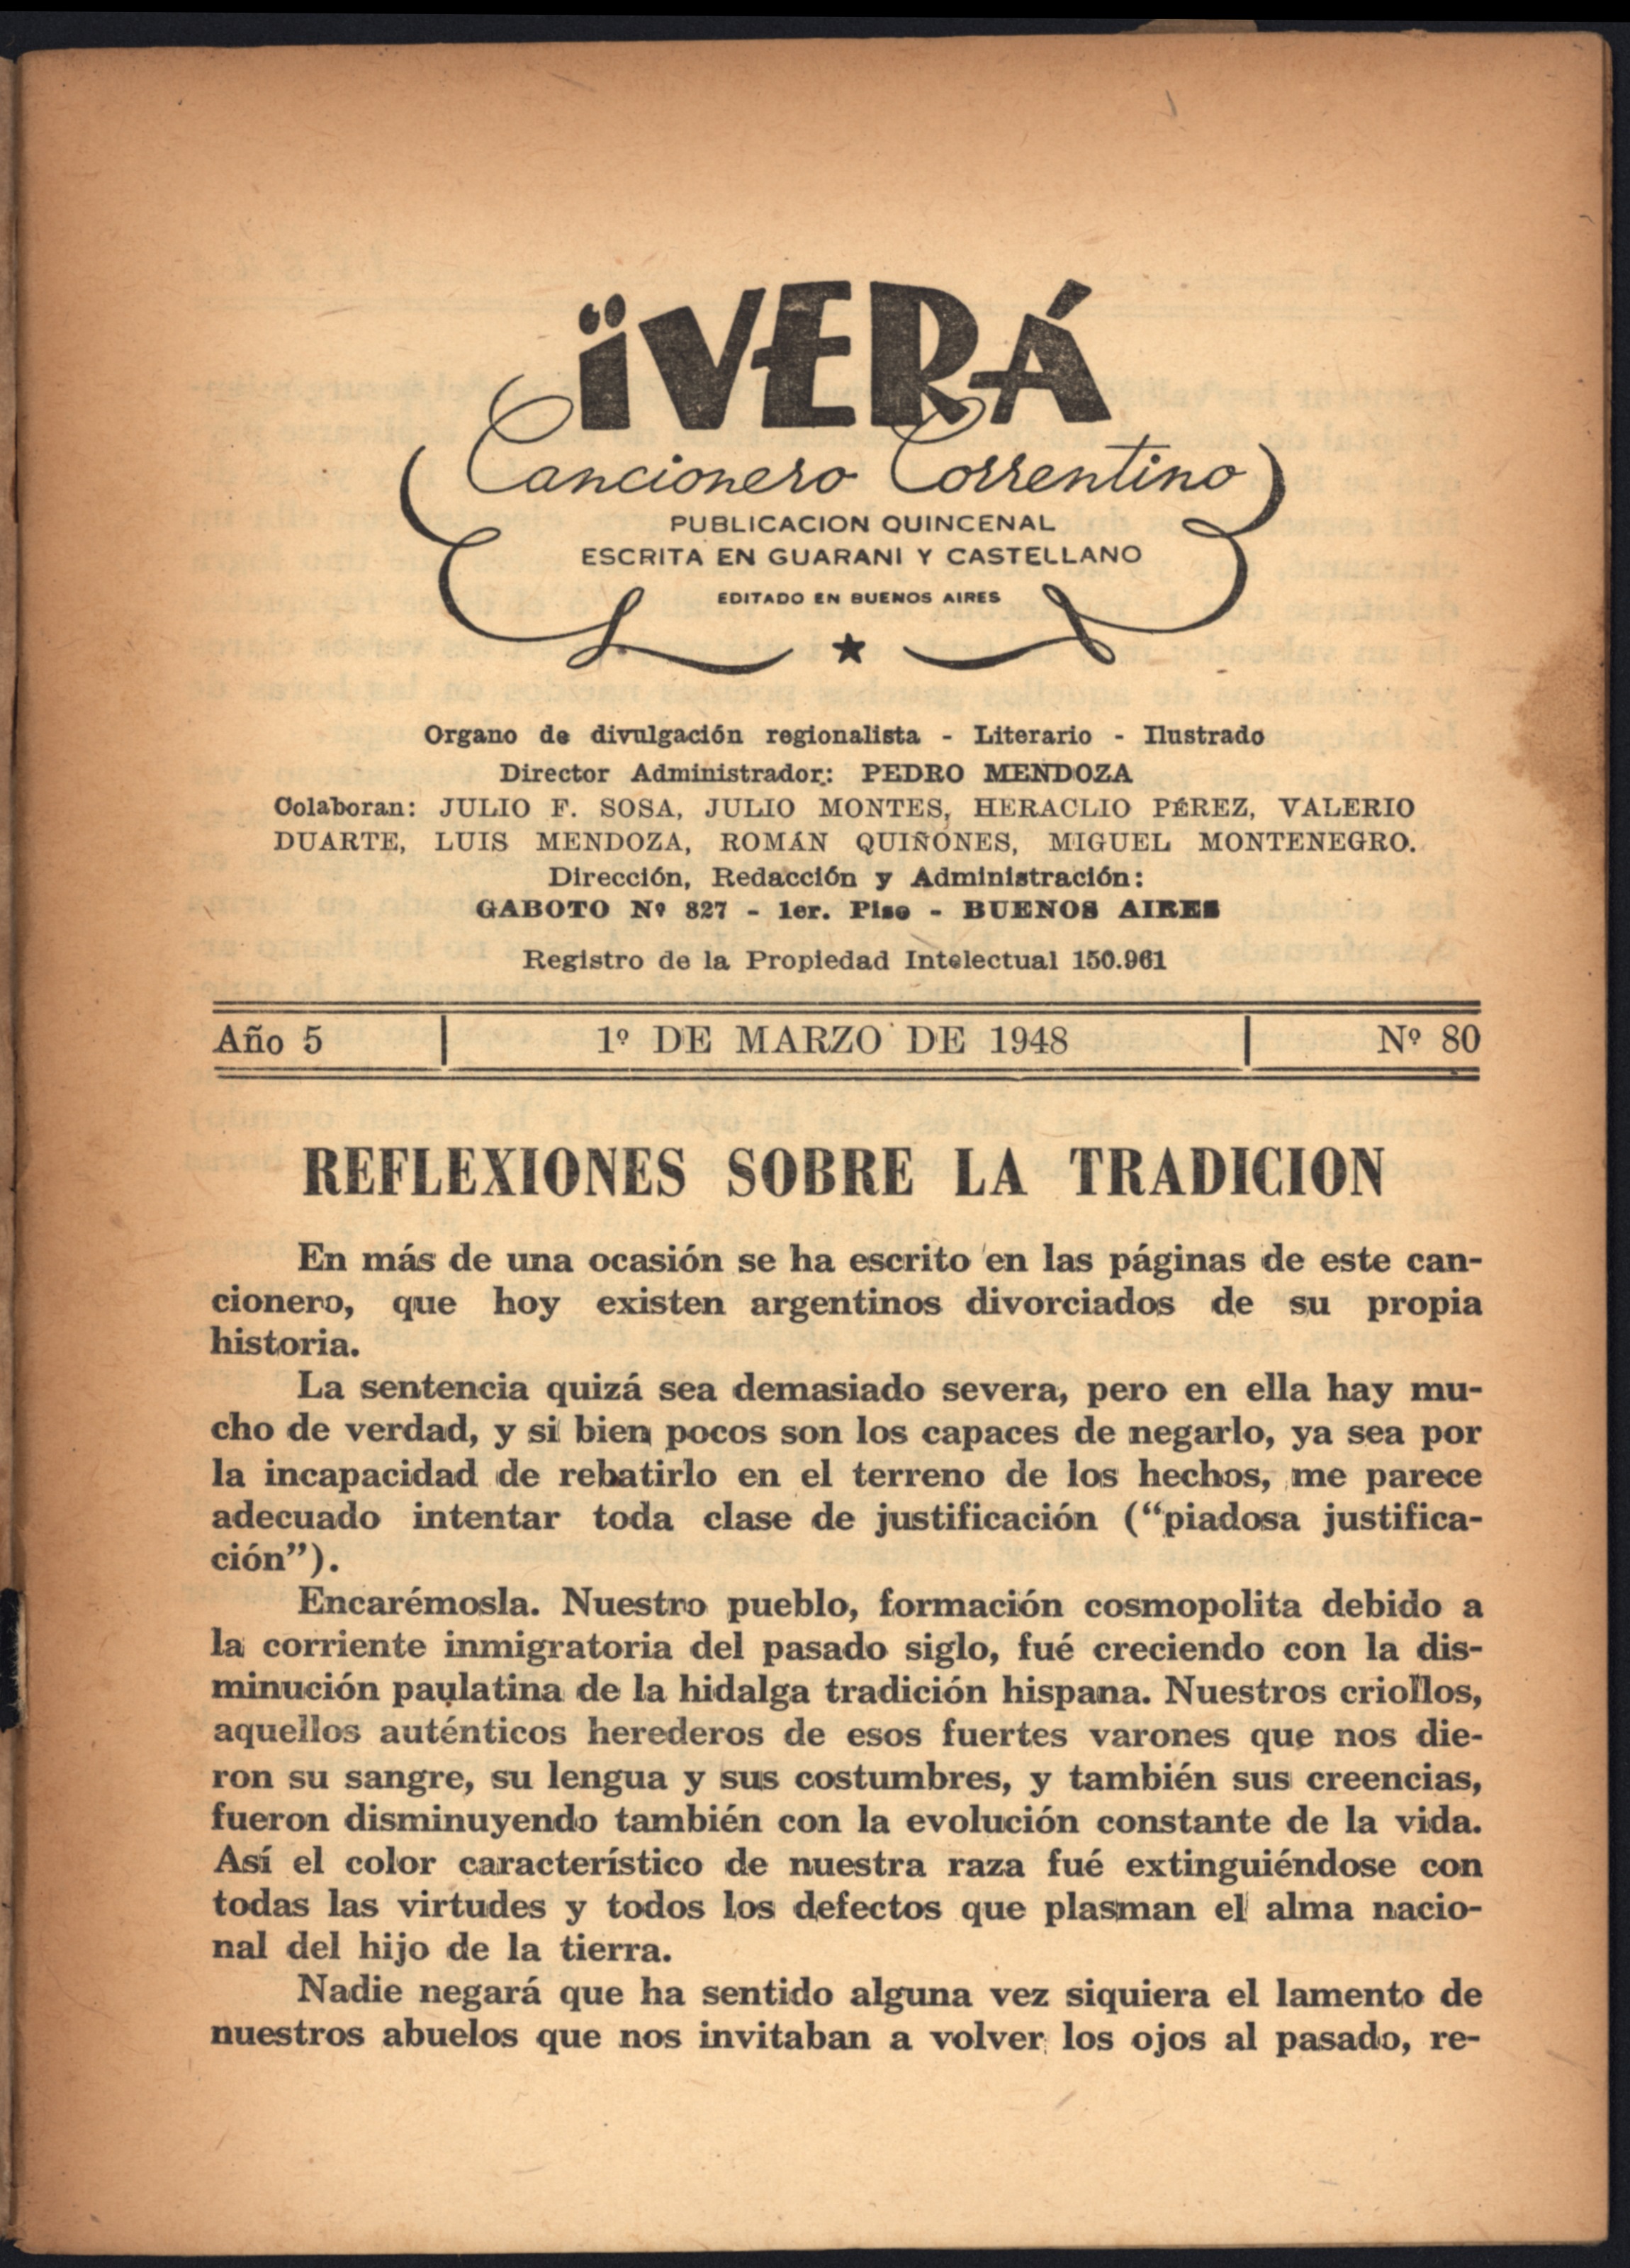 ÏVERÁ
Cancionero Correntino
PUBLICACION QUINCENAL
ESCRITA EN GUARANI Y CASTELLANO
EDITADO EN BUENOS AIRES
Organo de divulgación regionalista - Literario - Ilustrado
Director Administrador: PEDRO MENDOZA
Colaboran: JULIO F. SOSA, JULIO MONTES, HERACLIO PÉREZ, VALERIO
DUARTE, LUIS MENDOZA, ROMÁN QUIÑONES, MIGUEL MONTENEGRO.
Dirección, Redacción y Administración:
GABOTO Nº 827 - 1er. Piso - BUENOS AIRES
Registro de la Propiedad Intelectual 150.961
Año 5 | 1º DE MARZO DE 1948 | Nº 80
REFLEXIONES SOBRE LA TRADICION
En más de una ocasión se ha escrito en las páginas de este can-
cionero, que hoy existen argentinos divorciados de su propia
historia.
La sentencia quizá sea demasiado severa, pero en ella hay mu-
cho de verdad, y si bien pocos son los capaces de negarlo, ya sea por
la incapacidad de rebatirlo en el terreno de los hechos, me parece
adecuado intentar toda clase de justificación (“piadosa justifica-
ción”).
Encarémosla. Nuestro pueblo, formación cosmopolita debido a
la corriente inmigratoria del pasado siglo, fué creciendo con la dis-
minución paulatina de la hidalga tradición hispana. Nuestros criollos,
aquellos auténticos herederos de esos fuertes varones que nos die-
ron su sangre, su lengua y sus costumbres, y también sus creencias,
fueron disminuyendo también con la evolución constante de la vida.
Así el color característico de nuestra raza fué extinguiéndose con
todas las virtudes y todos los defectos que plasman el alma nacio-
nal del hijo de la tierra.
Nadie negará que ha sentido alguna vez siquiera el lamento de
nuestros abuelos que nos invitaban a volver los ojos al pasado, re-